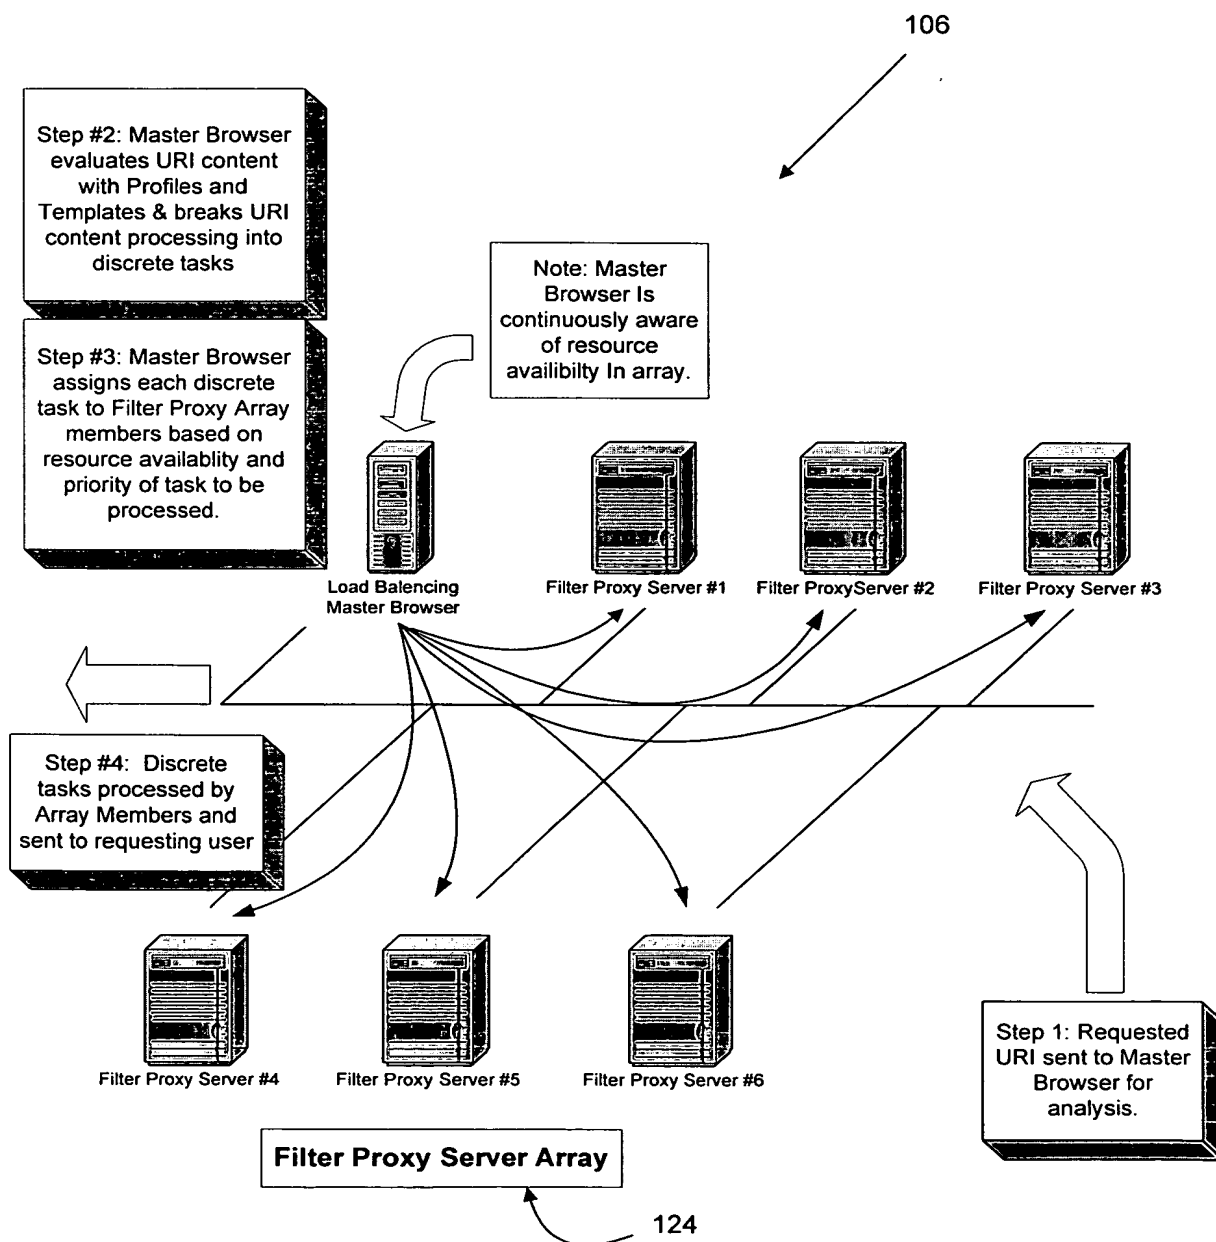 106
Step #2: Master Browser
evaluates URI content
with Profiles and
Templates & breaks URI
content processing into
discrete tasks
Note: Master
Browser Is
continuously aware
of resource
availibilty In array.
Step #3: Master Browser
assigns each discrete
task to Filter Proxy Array
members based on
resource availablity and
priority of task to be
processed.
Load Balencing
Master Browser
Filter Proxy Server #1
Filter ProxyServer #2
Filter Proxy Server #3
Step #4: Discrete
tasks processed by
Array Members and
sent to requesting user
Filter Proxy Server #4
Filter Proxy Server #5
Filter Proxy Server #6
Step 1: Requested
URI sent to Master
Browser for
analysis.
Filter Proxy Server Array
124